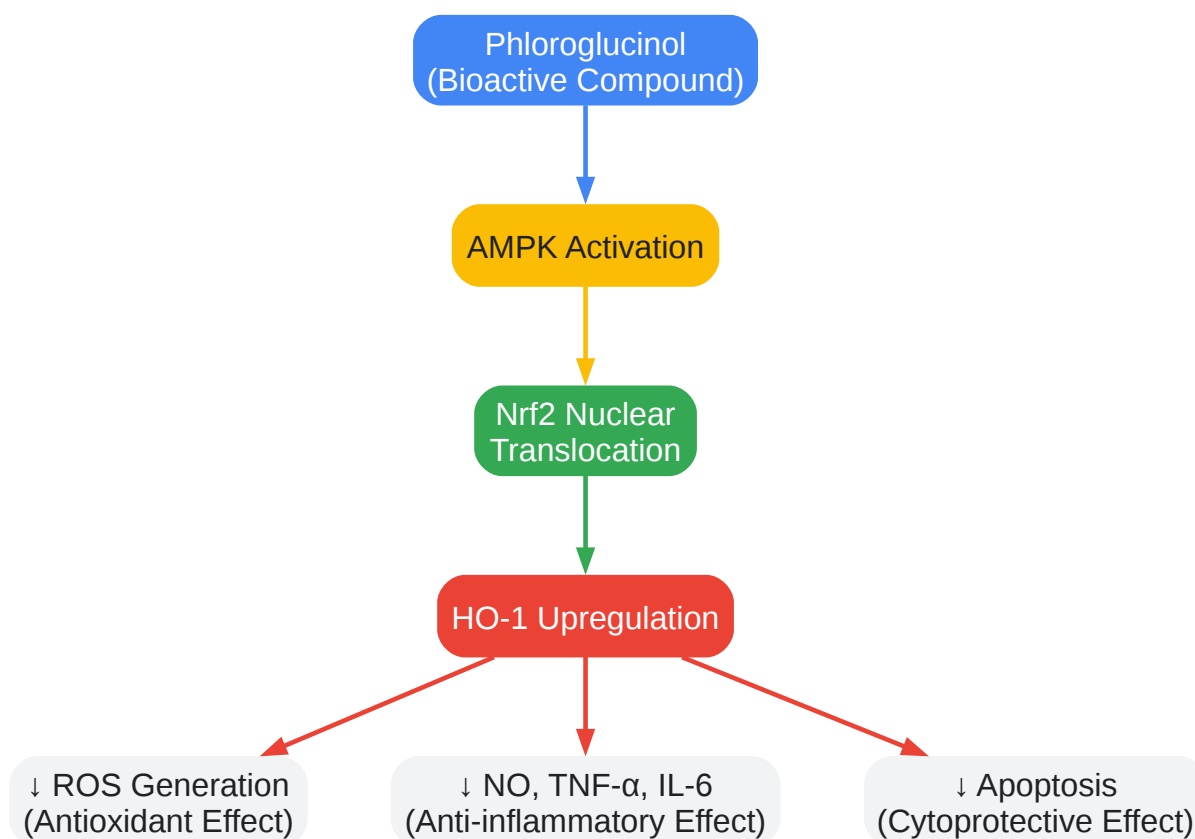 Phloroglucinol
(Bioactive Compound)
AMPK Activation
Nrf2 Nuclear
Translocation
HO-1 Upregulation
↓ ROS Generation
(Antioxidant Effect)
↓ NO, TNF-α, IL-6
(Anti-inflammatory Effect)
↓ Apoptosis
(Cytoprotective Effect)